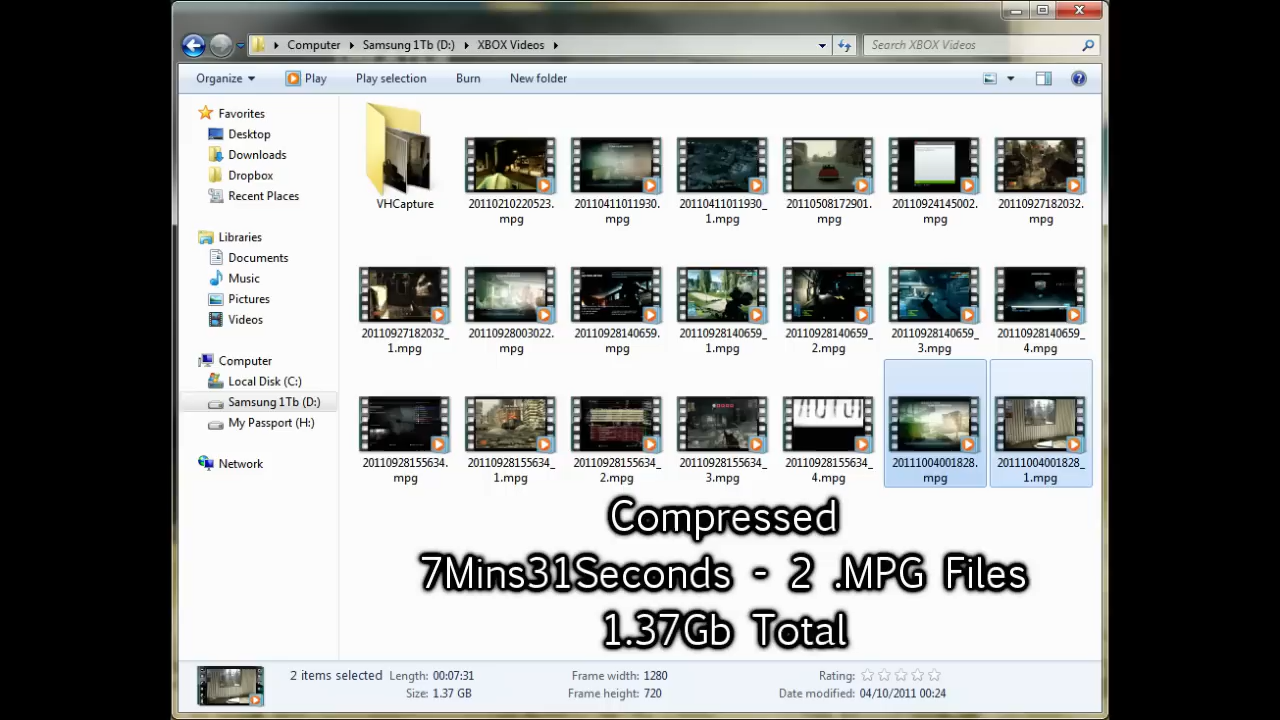 Computer
Samsung 1Tb (D:)
XBOX Videos
Search XBOX Videos
Organize
Play
Play selection
Burn
New folder
Favorites
Desktop
Downloads
Dropbox
Recent Places
Libraries
Documents
Music
Pictures
Videos
Computer
Local Disk (C:)
Samsung 1Tb (D:)
My Passport (H:)
Network
VHCapture
20110210220523.
mpg
20110411011930.
mpg
20110411011930_
1.mpg
20110508172901.
mpg
20110924145002.
mpg
20110927182032.
mpg
20110927182032_
1.mpg
20110928003022.
mpg
20110928140659.
mpg
20110928140659_
1.mpg
20110928140659_
2.mpg
20110928140659_
3.mpg
20110928140659_
4.mpg
20110928155634.
mpg
20110928155634_
1.mpg
20110928155634_
2.mpg
20110928155634_
3.mpg
20110928155634_
4.mpg
20111004001828.
mpg
20111004001828_
1.mpg
Compressed
7Mins31Seconds - 2 .MPG Files
1.37Gb Total
2 items selected
Length: 00:07:31
Size: 1.37 GB
Frame width: 1280
Frame height: 720
Rating:
Date modified: 04/10/2011 00:24